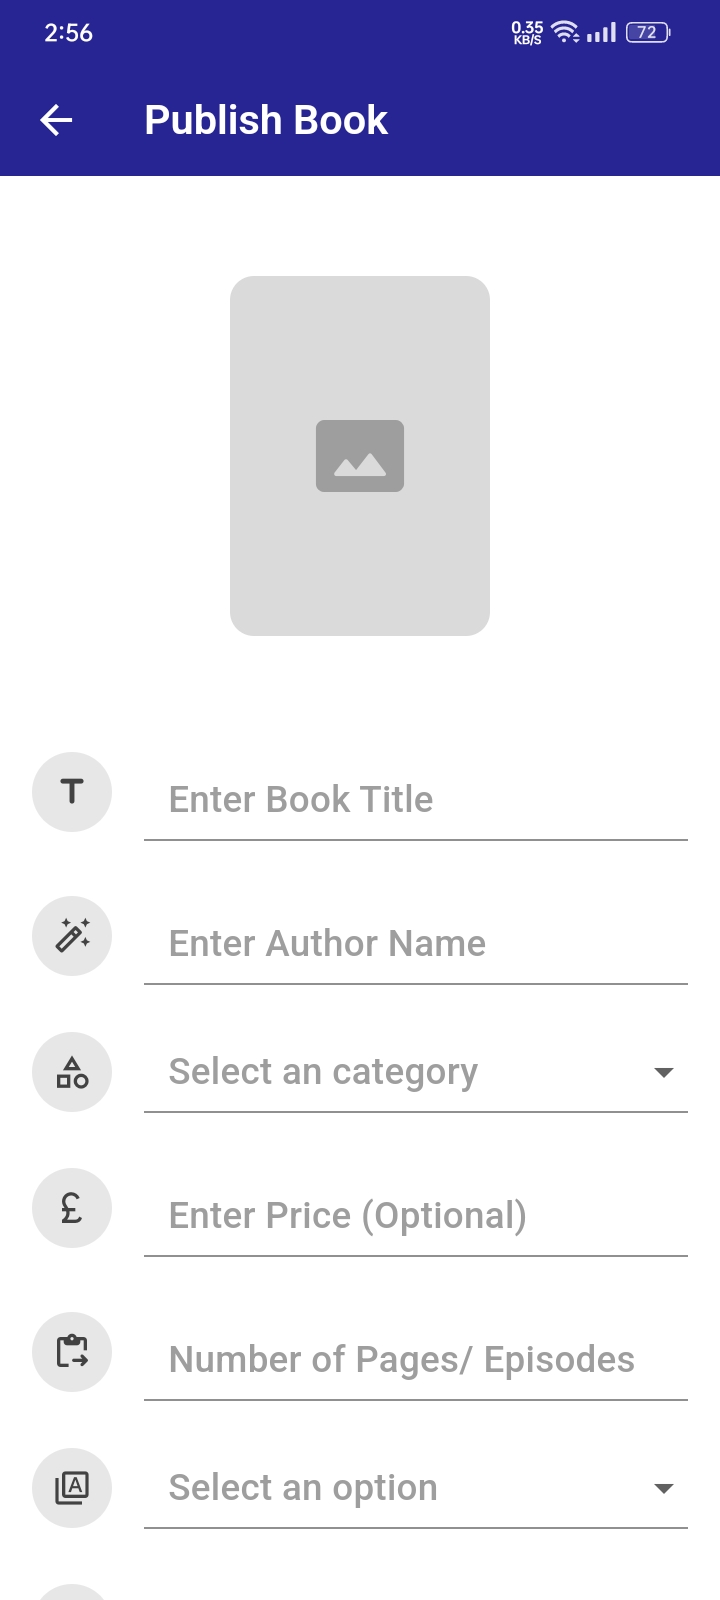 2:56
0.35
KB/S
72
Publish Book
T
Enter Book Title
Enter Author Name
Select an category
£
Enter Price (Optional)
Number of Pages/ Episodes
A
Select an option